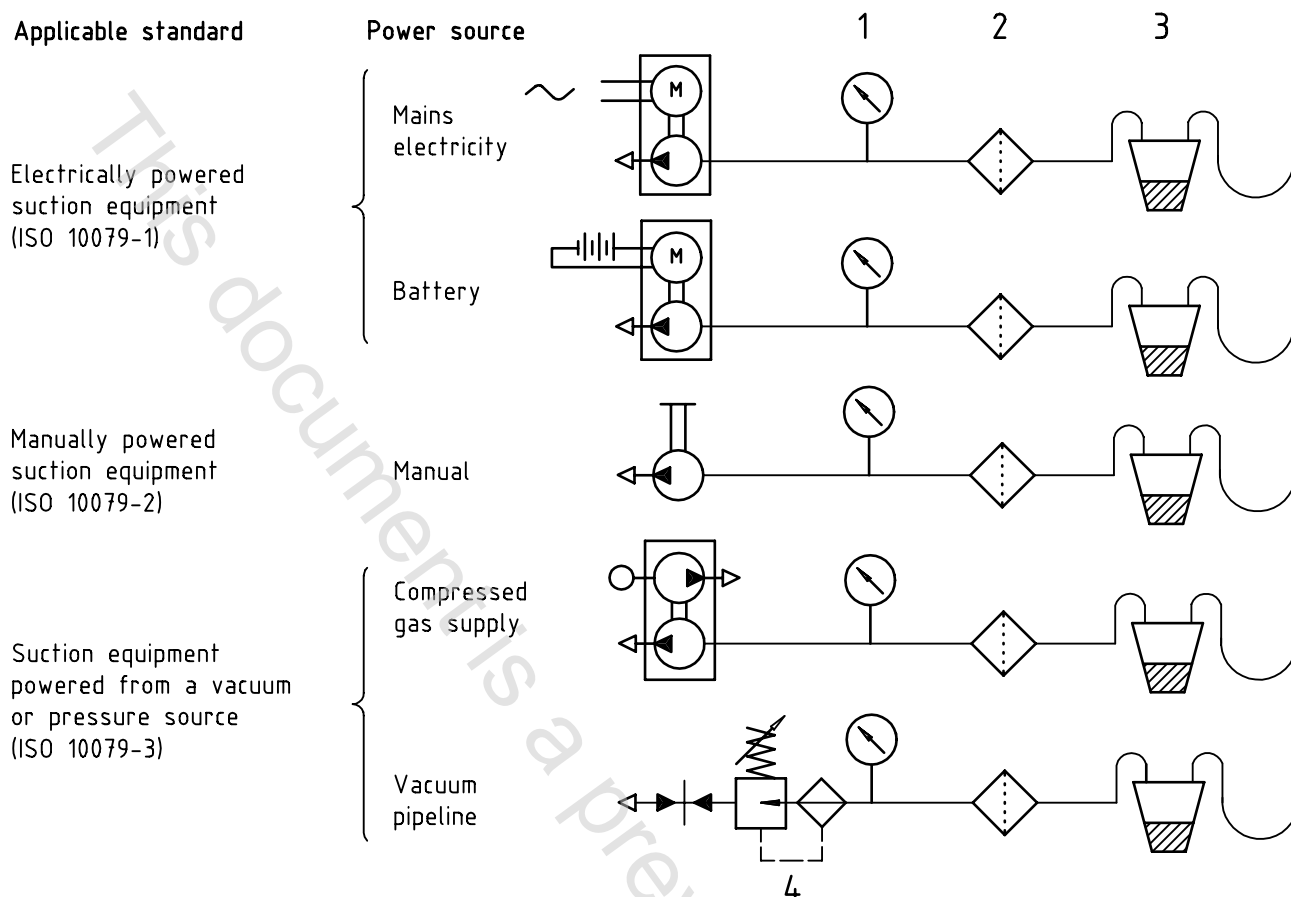 Applicable standard
Power source
1
2
3
Electrically powered
suction equipment
(ISO 10079-1)
Mains
electricity
M
Battery
M
Manually powered
suction equipment
(ISO 10079-2)
Manual
Suction equipment
powered from a vacuum
or pressure source
(ISO 10079-3)
Compressed
gas supply
Vacuum
pipeline
4
This document is a